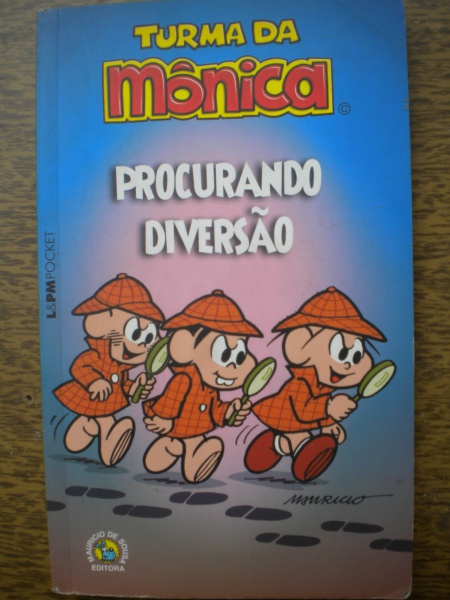 TURMA DA
Mônica
©
PROCURANDO
DIVERSÃO
L&PM POCKET
MAURICIO
MAURICIO DE SOUSA
EDITORA